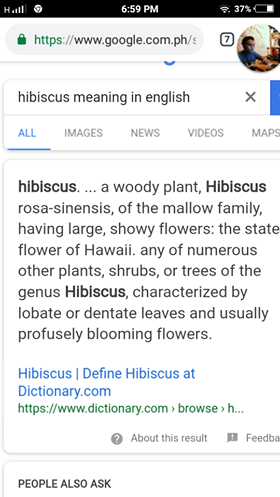 H 6:59 PM 37%
https://www.google.com.ph/s 7
hibiscus meaning in english
ALL IMAGES NEWS VIDEOS MAPS
hibiscus. ... a woody plant, Hibiscus
rosa-sinensis, of the mallow family,
having large, showy flowers: the state
flower of Hawaii. any of numerous
other plants, shrubs, or trees of the
genus Hibiscus, characterized by
lobate or dentate leaves and usually
profusely blooming flowers.
Hibiscus | Define Hibiscus at
Dictionary.com
https://www.dictionary.com › browse › h...
About this result Feedba
PEOPLE ALSO ASK